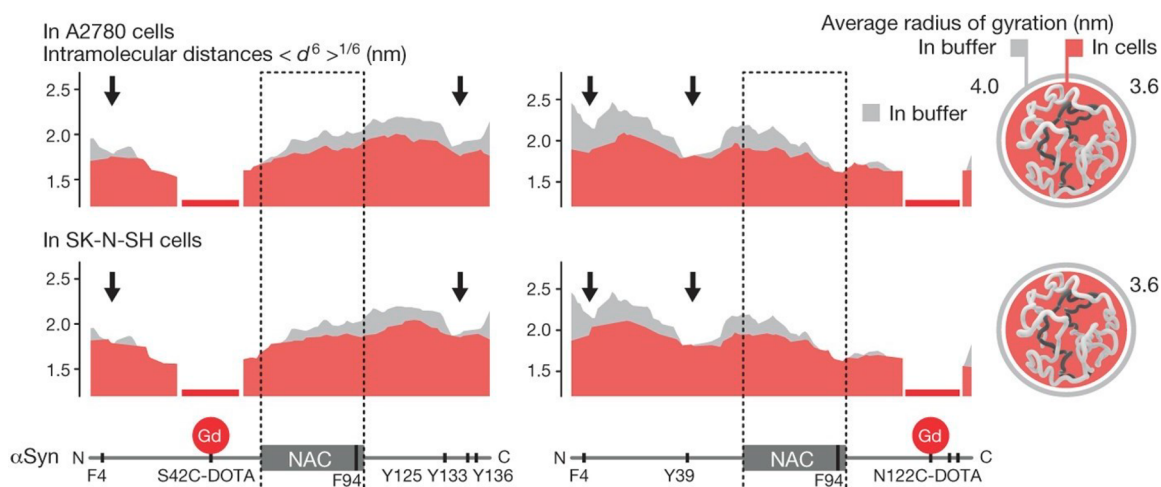 In A2780 cells
Intramolecular distances < d⁶ >¹/⁶ (nm)
Average radius of gyration (nm)
In buffer
In cells
4.0
3.6
In buffer
2.5
2.0
1.5
2.5
2.0
1.5
In SK-N-SH cells
2.5
2.0
1.5
2.5
2.0
1.5
3.6
αSyn
N
Gd
NAC
C
F4
S42C-DOTA
F94
Y125
Y133
Y136
N
NAC
Gd
C
F4
Y39
F94
N122C-DOTA